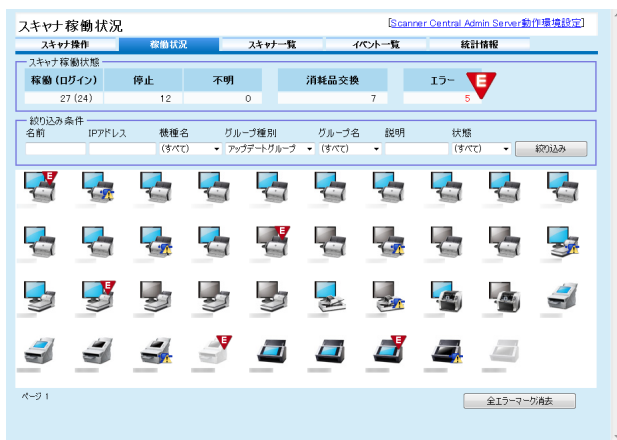 スキャナ稼働状況
[Scanner Central Admin Server動作環境設定]
スキャナ操作 稼働状況 スキャナ一覧 イベント一覧 統計情報
スキャナ稼働状態
稼働(ログイン) 停止 不明 消耗品交換 エラー E
27 (24) 12 0 7 5
絞り込み条件
名前 IPアドレス 機種名 グループ種別 グループ名 説明 状態
(すべて) アップデートグループ (すべて) (すべて) 絞り込み
E
E
E
E E
ページ 1
全エラーマーク消去